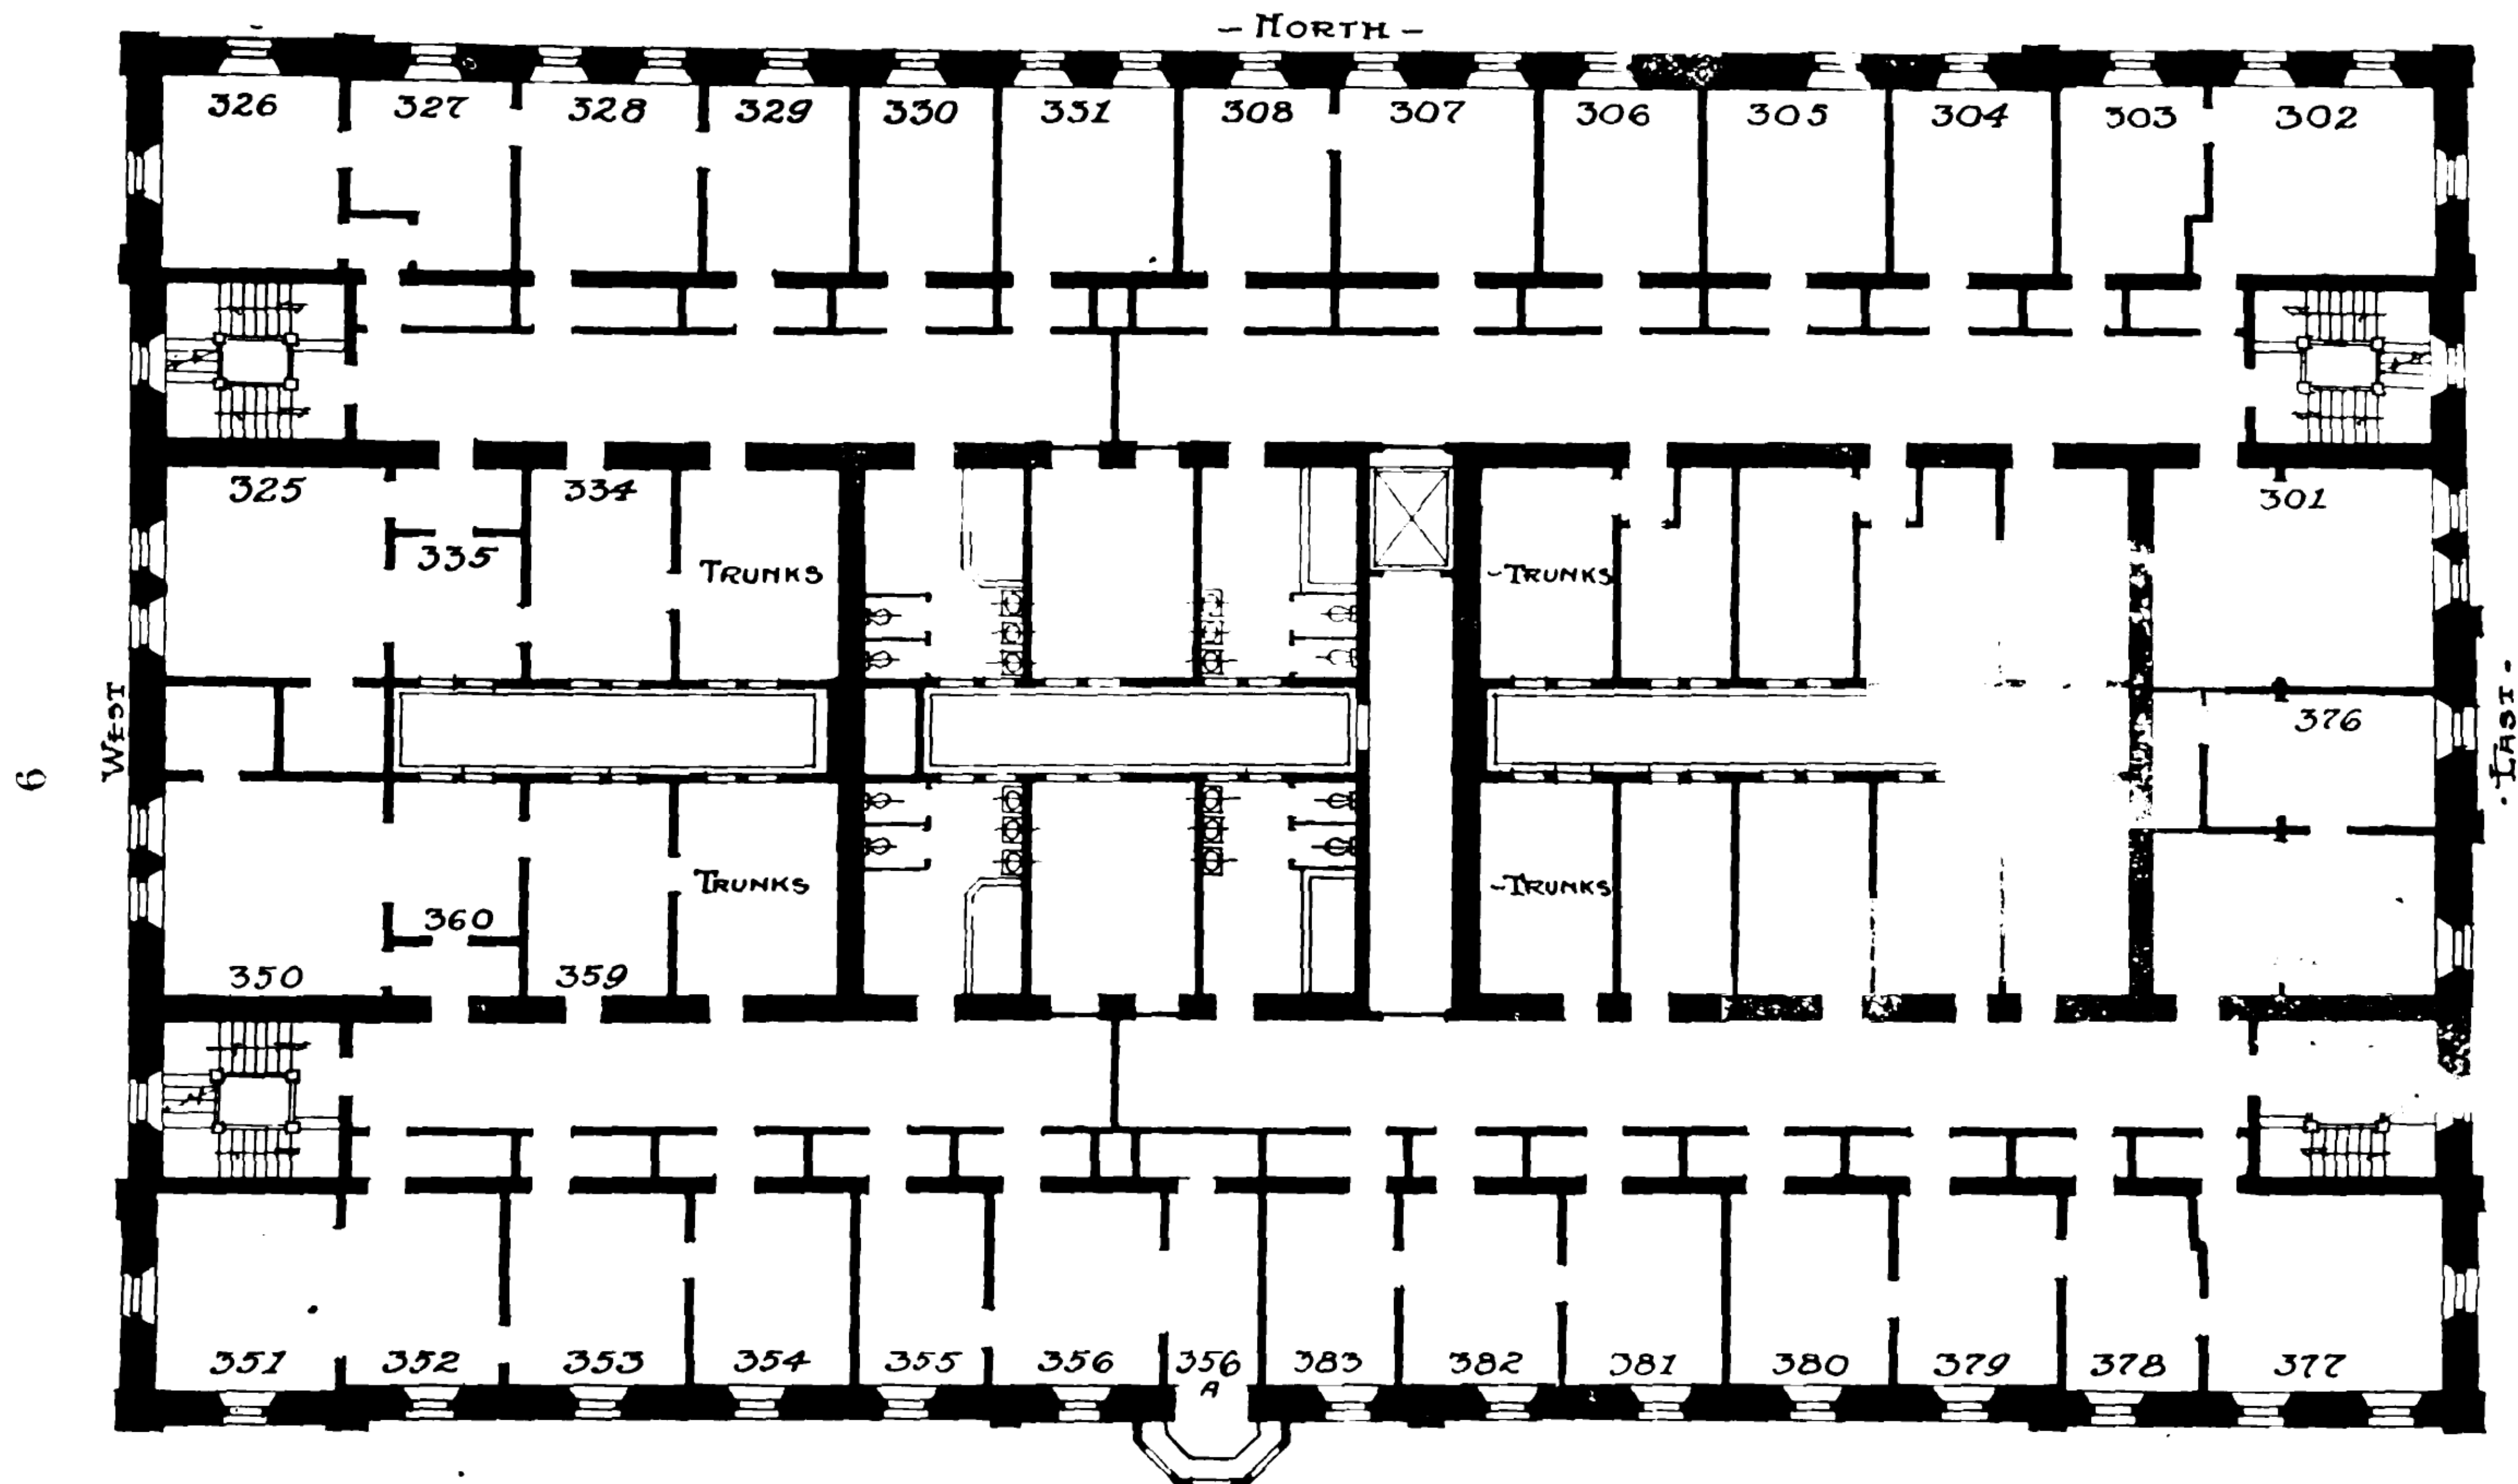 - NORTH -
326 327 328 329 330 331 308 307 306 305 304 303 302
325 334 301
335
TRUNKS -TRUNKS
WEST
376
- EAST -
6
TRUNKS -TRUNKS
360
350 359
351 352 353 354 355 356 356 383 382 381 380 379 378 377
A